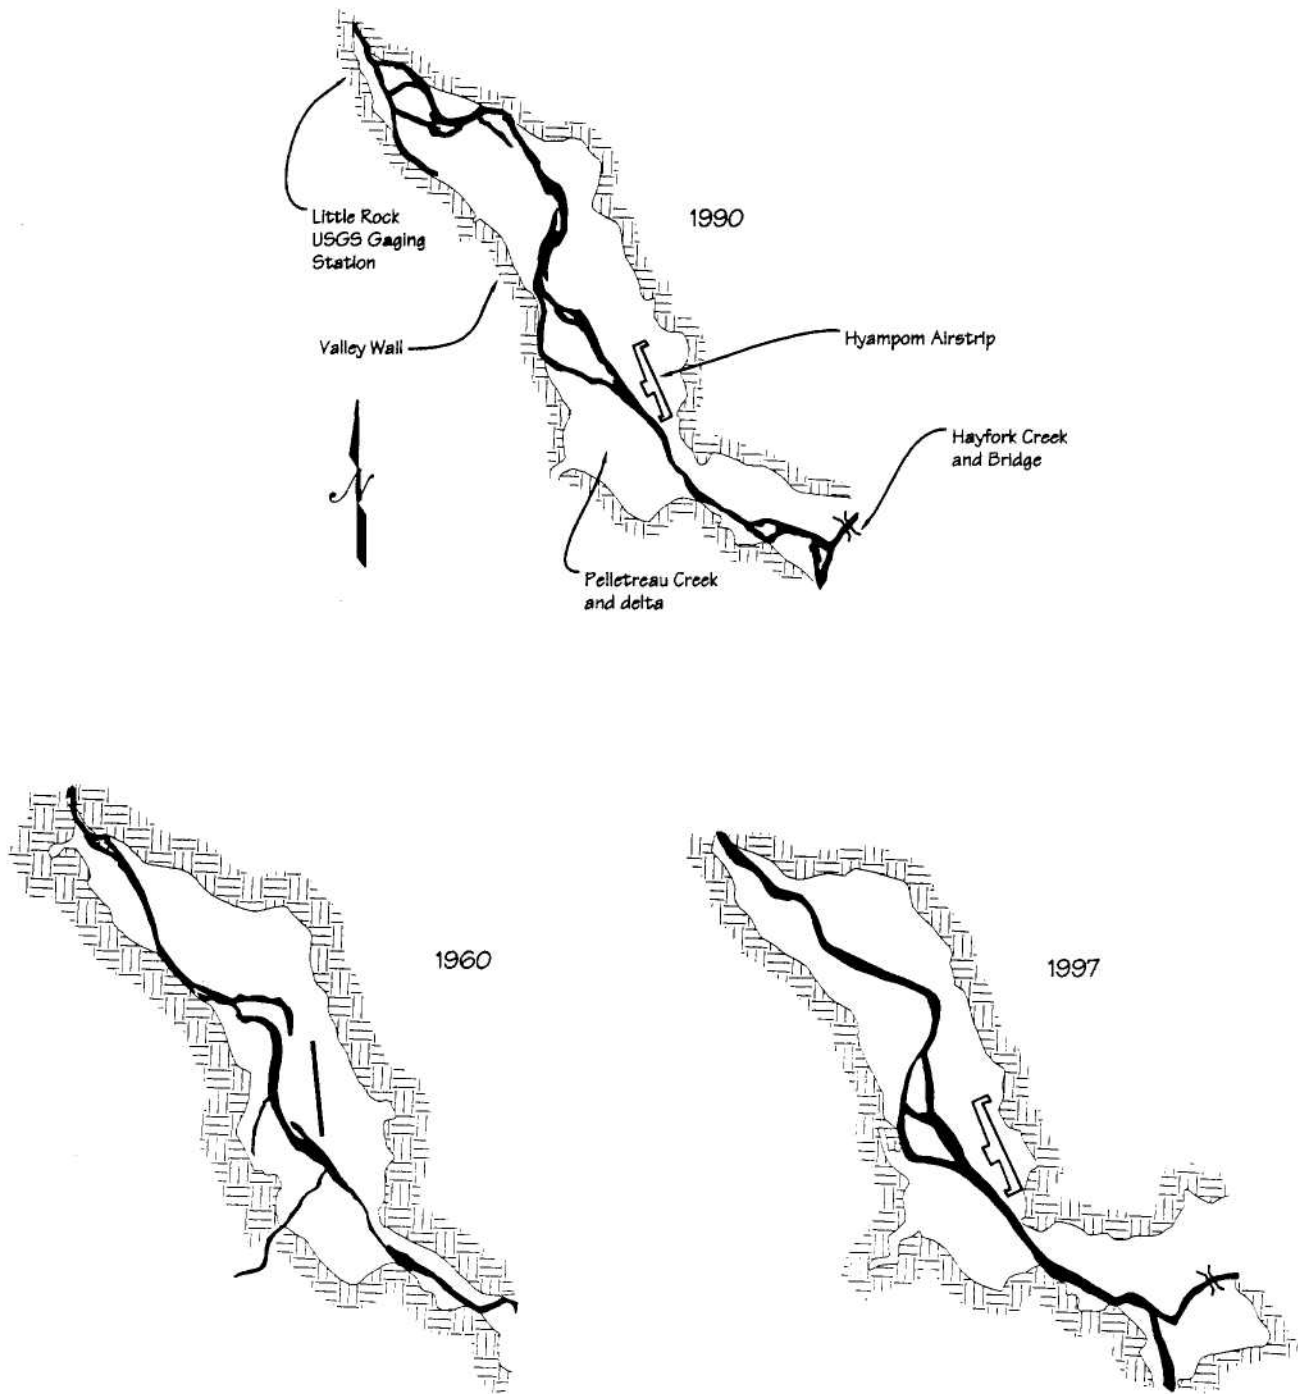 1990
Little Rock
USGS Gaging
Station
Valley Wall
Hyampom Airstrip
Hayfork Creek
and Bridge
N
Pelletreau Creek
and delta
1960
1997